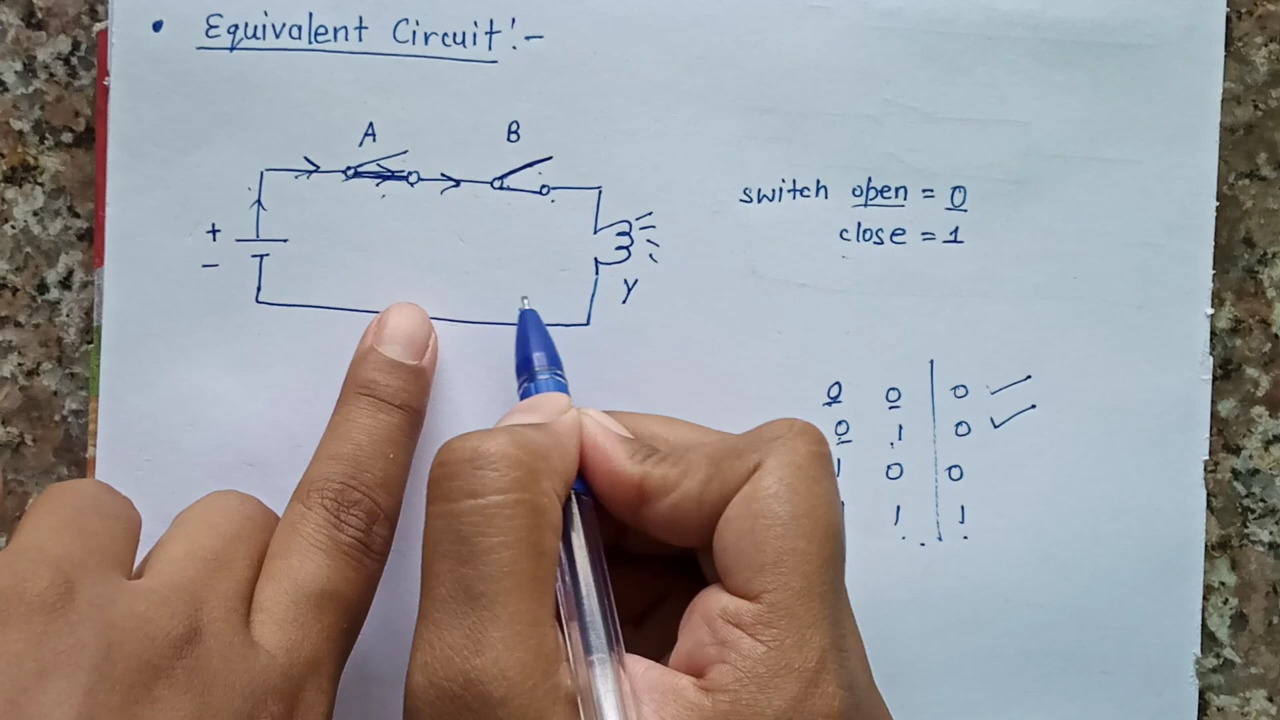 • Equivalent Circuit :-
A B
+
-
Y
switch open = 0
close = 1
0 0 | 0 ✓
0 1 | 0 ✓
1 0 | 0
1 | 1